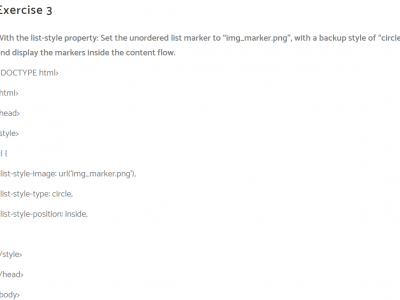 Exercise 3
With the list-style property: Set the unordered list marker to "img_marker.png", with a backup style of "circle
nd display the markers inside the content flow.
DOCTYPE html>
html>
head>
style>
l {
list-style-image: url('img_marker.png'),
list-style-type: circle,
list-style-position: inside,
/style>
/head>
body>